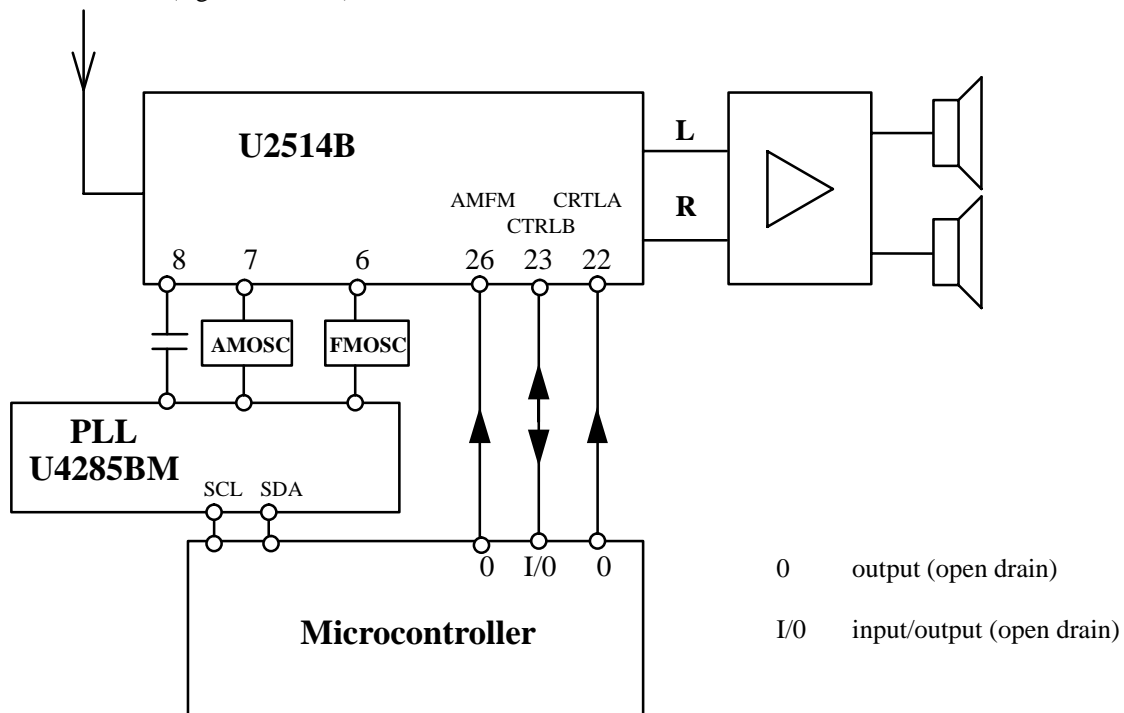 U2514B
L
R
AMFM CRTLA
CTRLB
8 7 6 26 23 22
AMOSC FMOSC
PLL
U4285BM
SCL SDA
0 I/0 0
Microcontroller
0 output (open drain)
I/0 input/output (open drain)